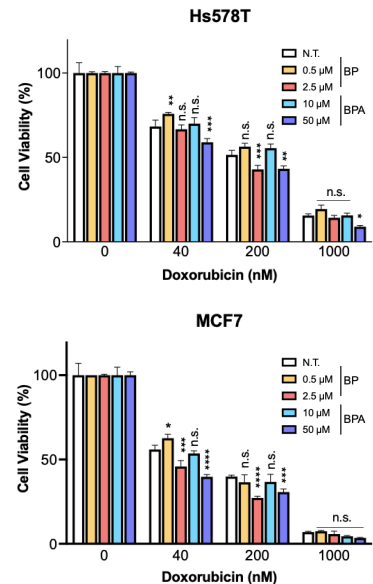 Hs578T
Cell Viability (%)
100
50
0
N.T.
0.5 µM
2.5 µM
BP
10 µM
50 µM
BPA
**
n.s.
n.s.
***
n.s.
***
n.s.
**
n.s.
*
0 40 200 1000
Doxorubicin (nM)
MCF7
Cell Viability (%)
100
50
0
N.T.
0.5 µM
2.5 µM
BP
10 µM
50 µM
BPA
*
***
n.s.
****
n.s.
****
n.s.
***
n.s.
0 40 200 1000
Doxorubicin (nM)